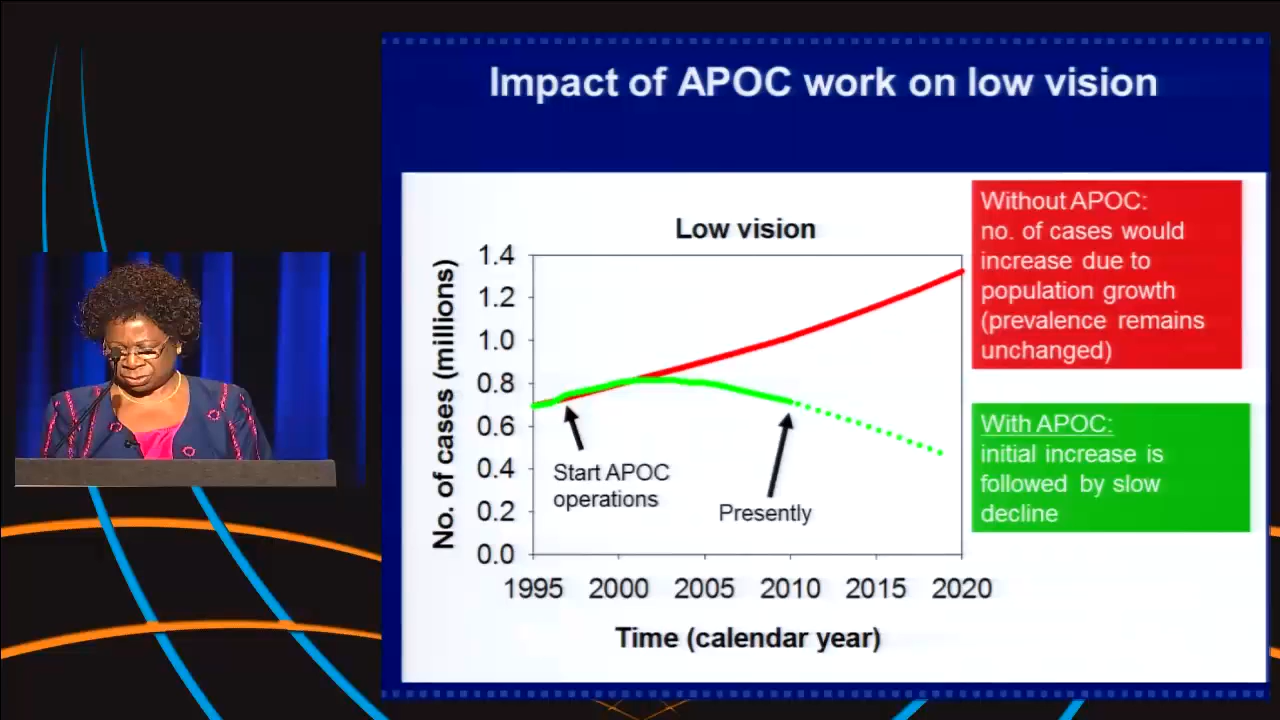 Impact of APOC work on low vision
Low vision
No. of cases (millions)
1.4
1.2
1.0
0.8
0.6
0.4
0.2
0.0
1995 2000 2005 2010 2015 2020
Time (calendar year)
Start APOC
operations
Presently
Without APOC:
no. of cases would
increase due to
population growth
(prevalence remains
unchanged)
With APOC:
initial increase is
followed by slow
decline